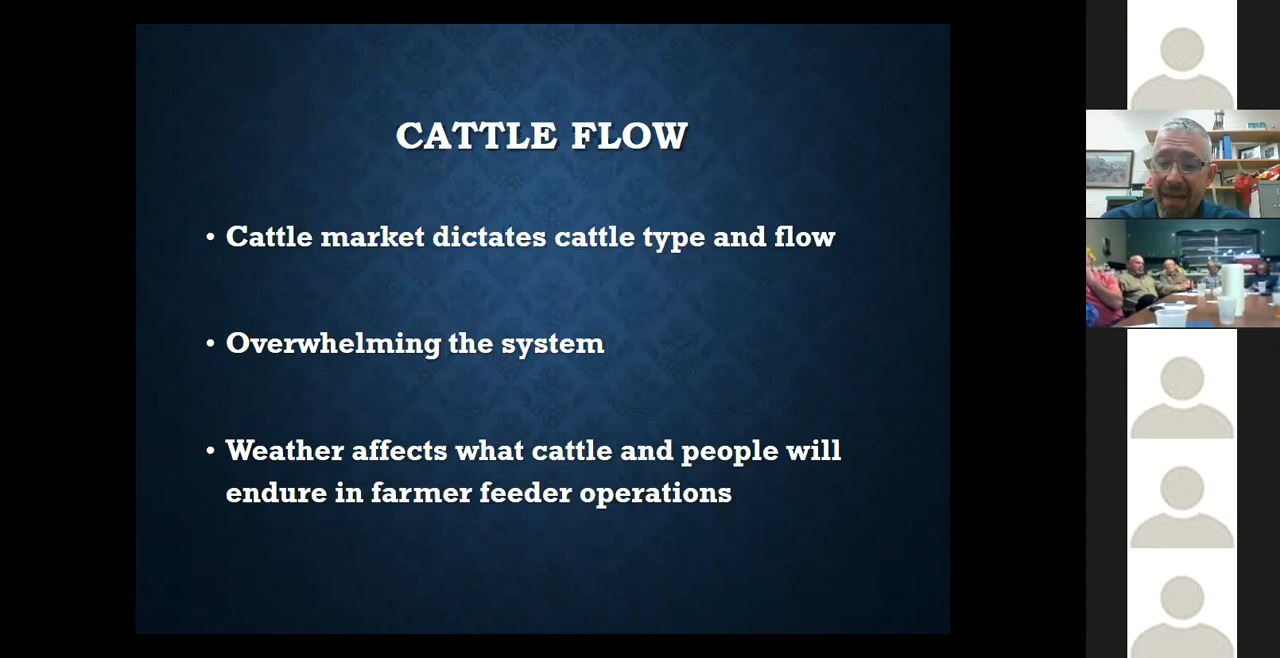 CATTLE FLOW
• Cattle market dictates cattle type and flow
• Overwhelming the system
• Weather affects what cattle and people will
endure in farmer feeder operations